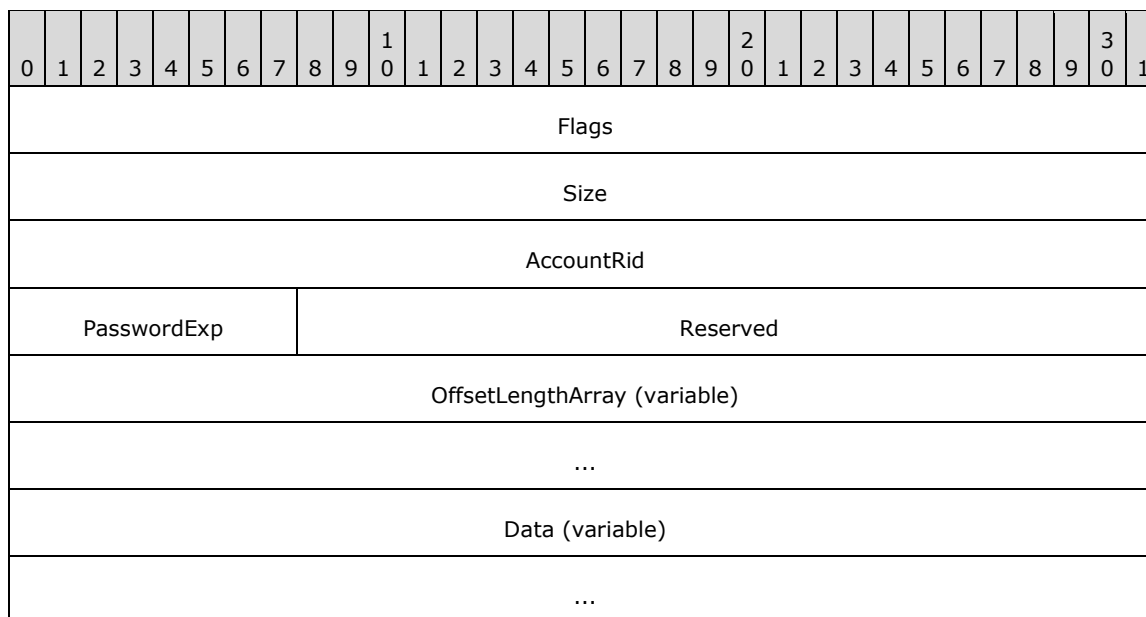 1 2 3
0 1 2 3 4 5 6 7 8 9 0 1 2 3 4 5 6 7 8 9 0 1 2 3 4 5 6 7 8 9 0 1
Flags
Size
AccountRid
PasswordExp Reserved
OffsetLengthArray (variable)
...
Data (variable)
...